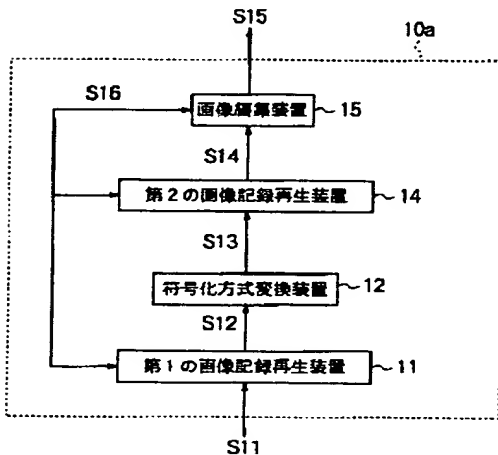 S15
10a
S16
画像編集装置 15
S14
第2の画像記録再生装置 14
S13
符号化方式変換装置 12
S12
第1の画像記録再生装置 11
S11